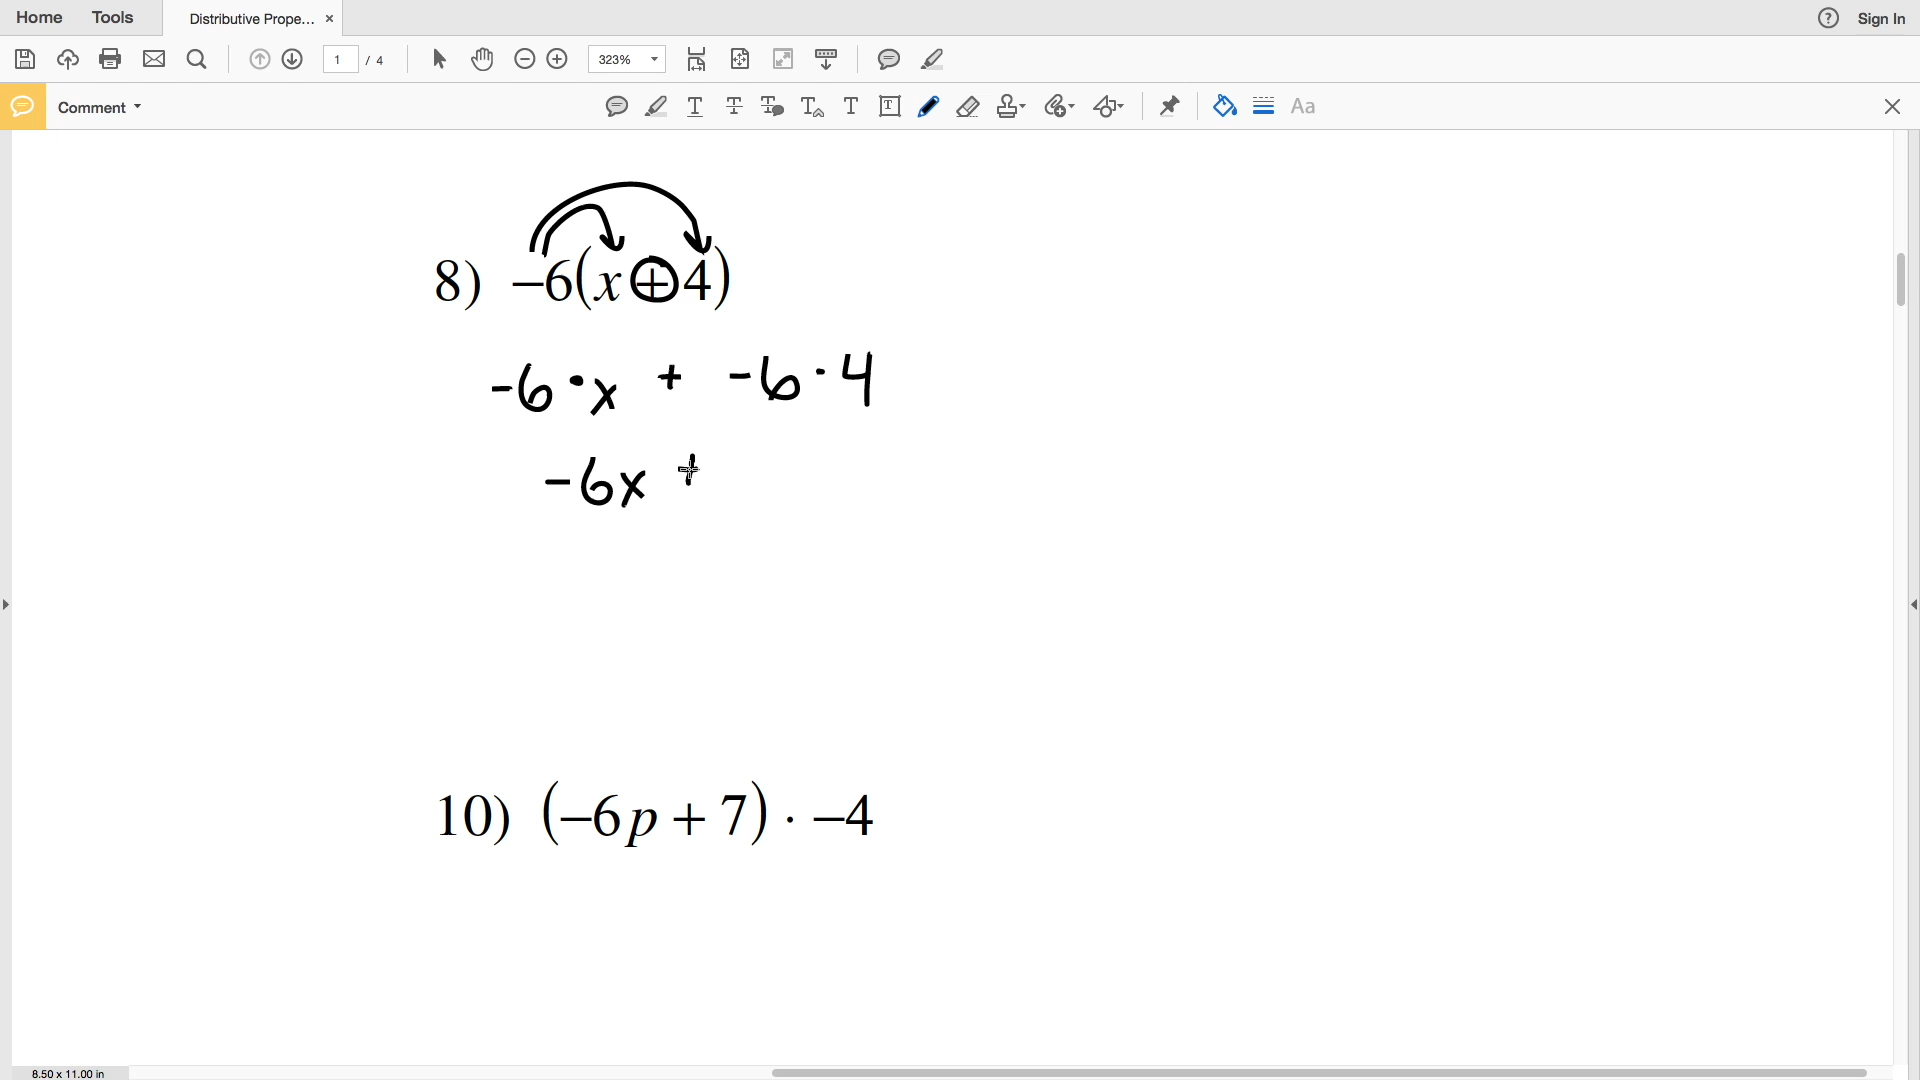 Home Tools Distributive Prope... × ? Sign In
1 / 4 323%
Comment T T T T T T Aa
8) −6(x + 4)
-6 · x + -6 · 4
-6x +
10) (−6p + 7) · −4
8.50 x 11.00 in